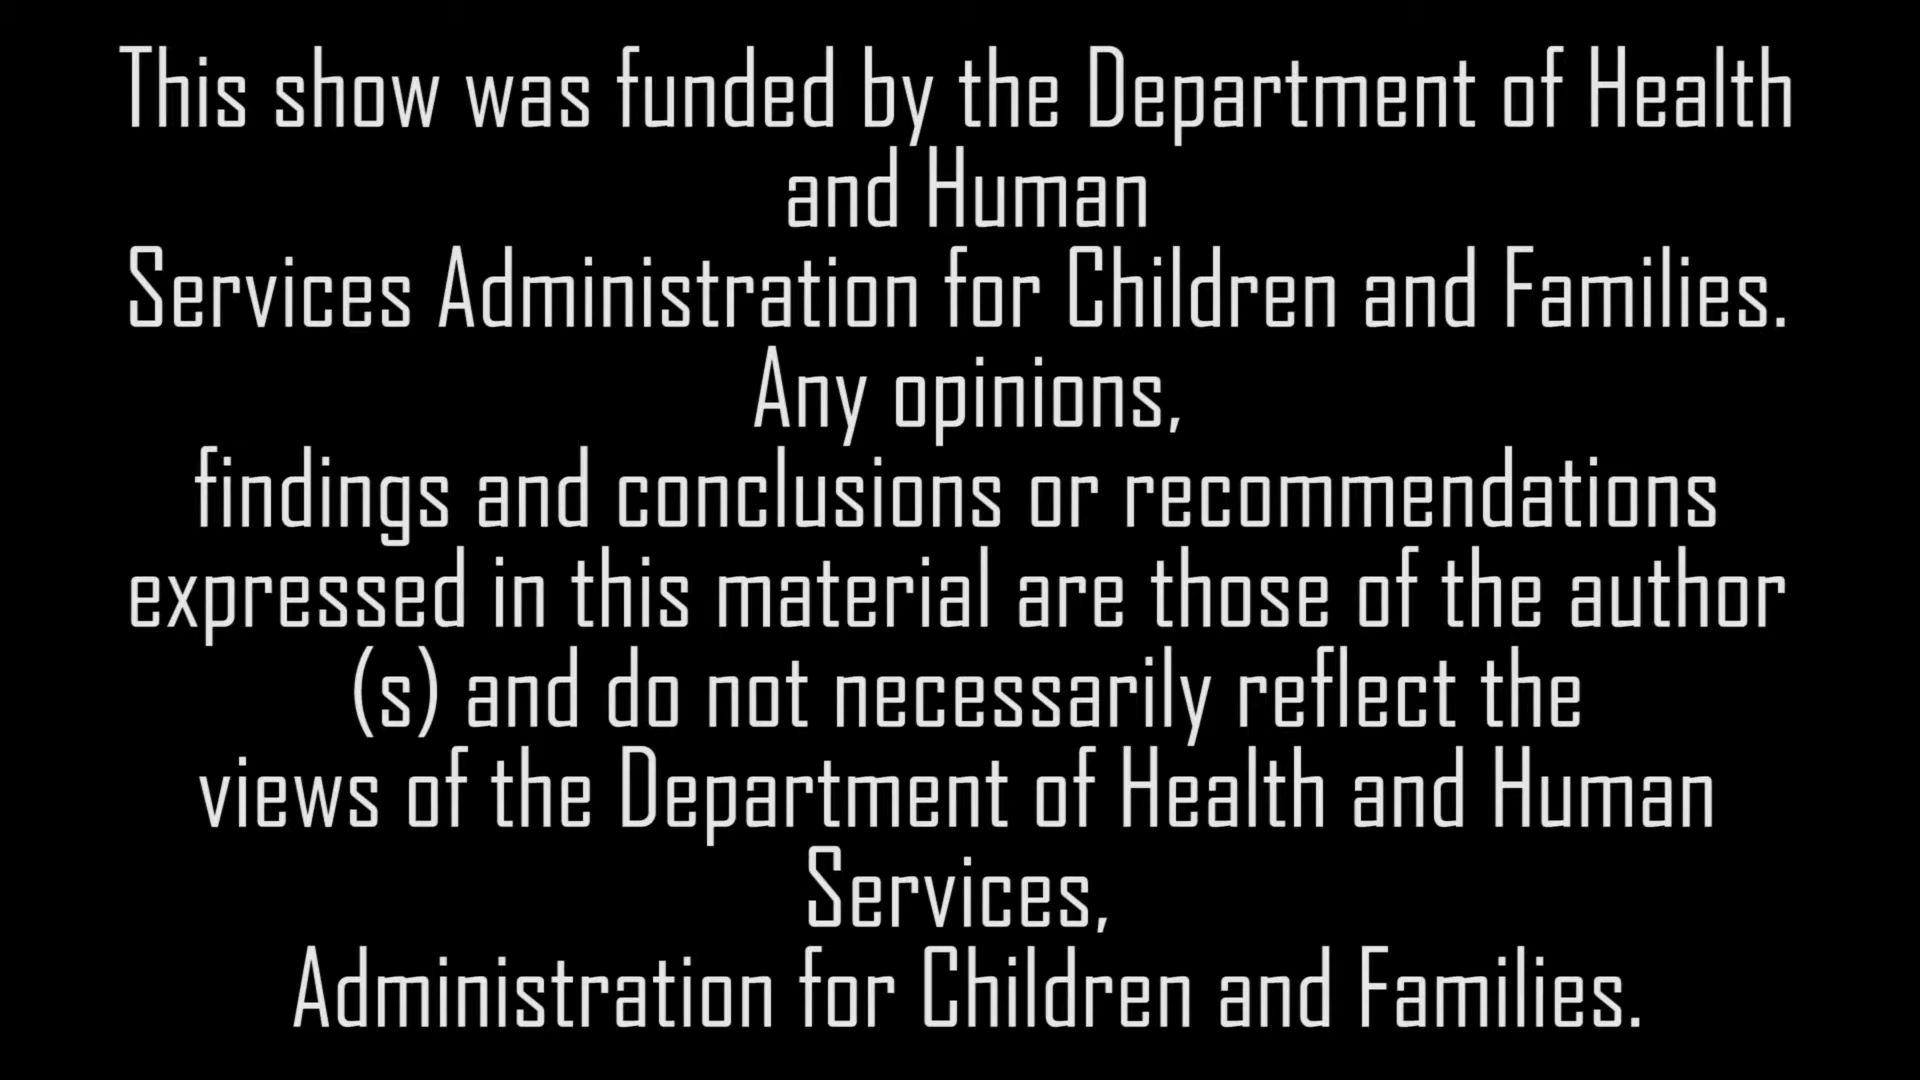 This show was funded by the Department of Health
and Human
Services Administration for Children and Families.
Any opinions,
findings and conclusions or recommendations
expressed in this material are those of the author
(s) and do not necessarily reflect the
views of the Department of Health and Human
Services,
Administration for Children and Families.